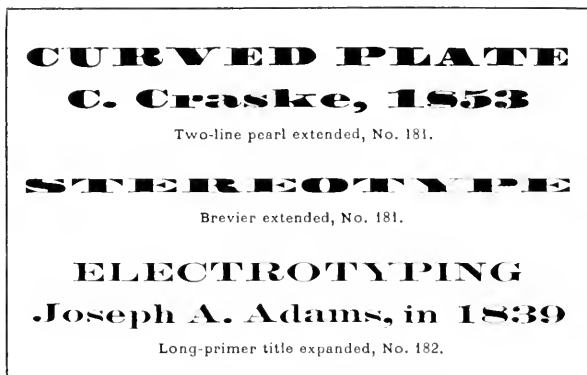 CURVED PLATE
C. Craske, 1853
Two-line pearl extended, No. 181.
STEREOTYPE
Brevier extended, No. 181.
ELECTROTYPING
Joseph A. Adams, in 1839
Long-primer title expanded, No. 182.